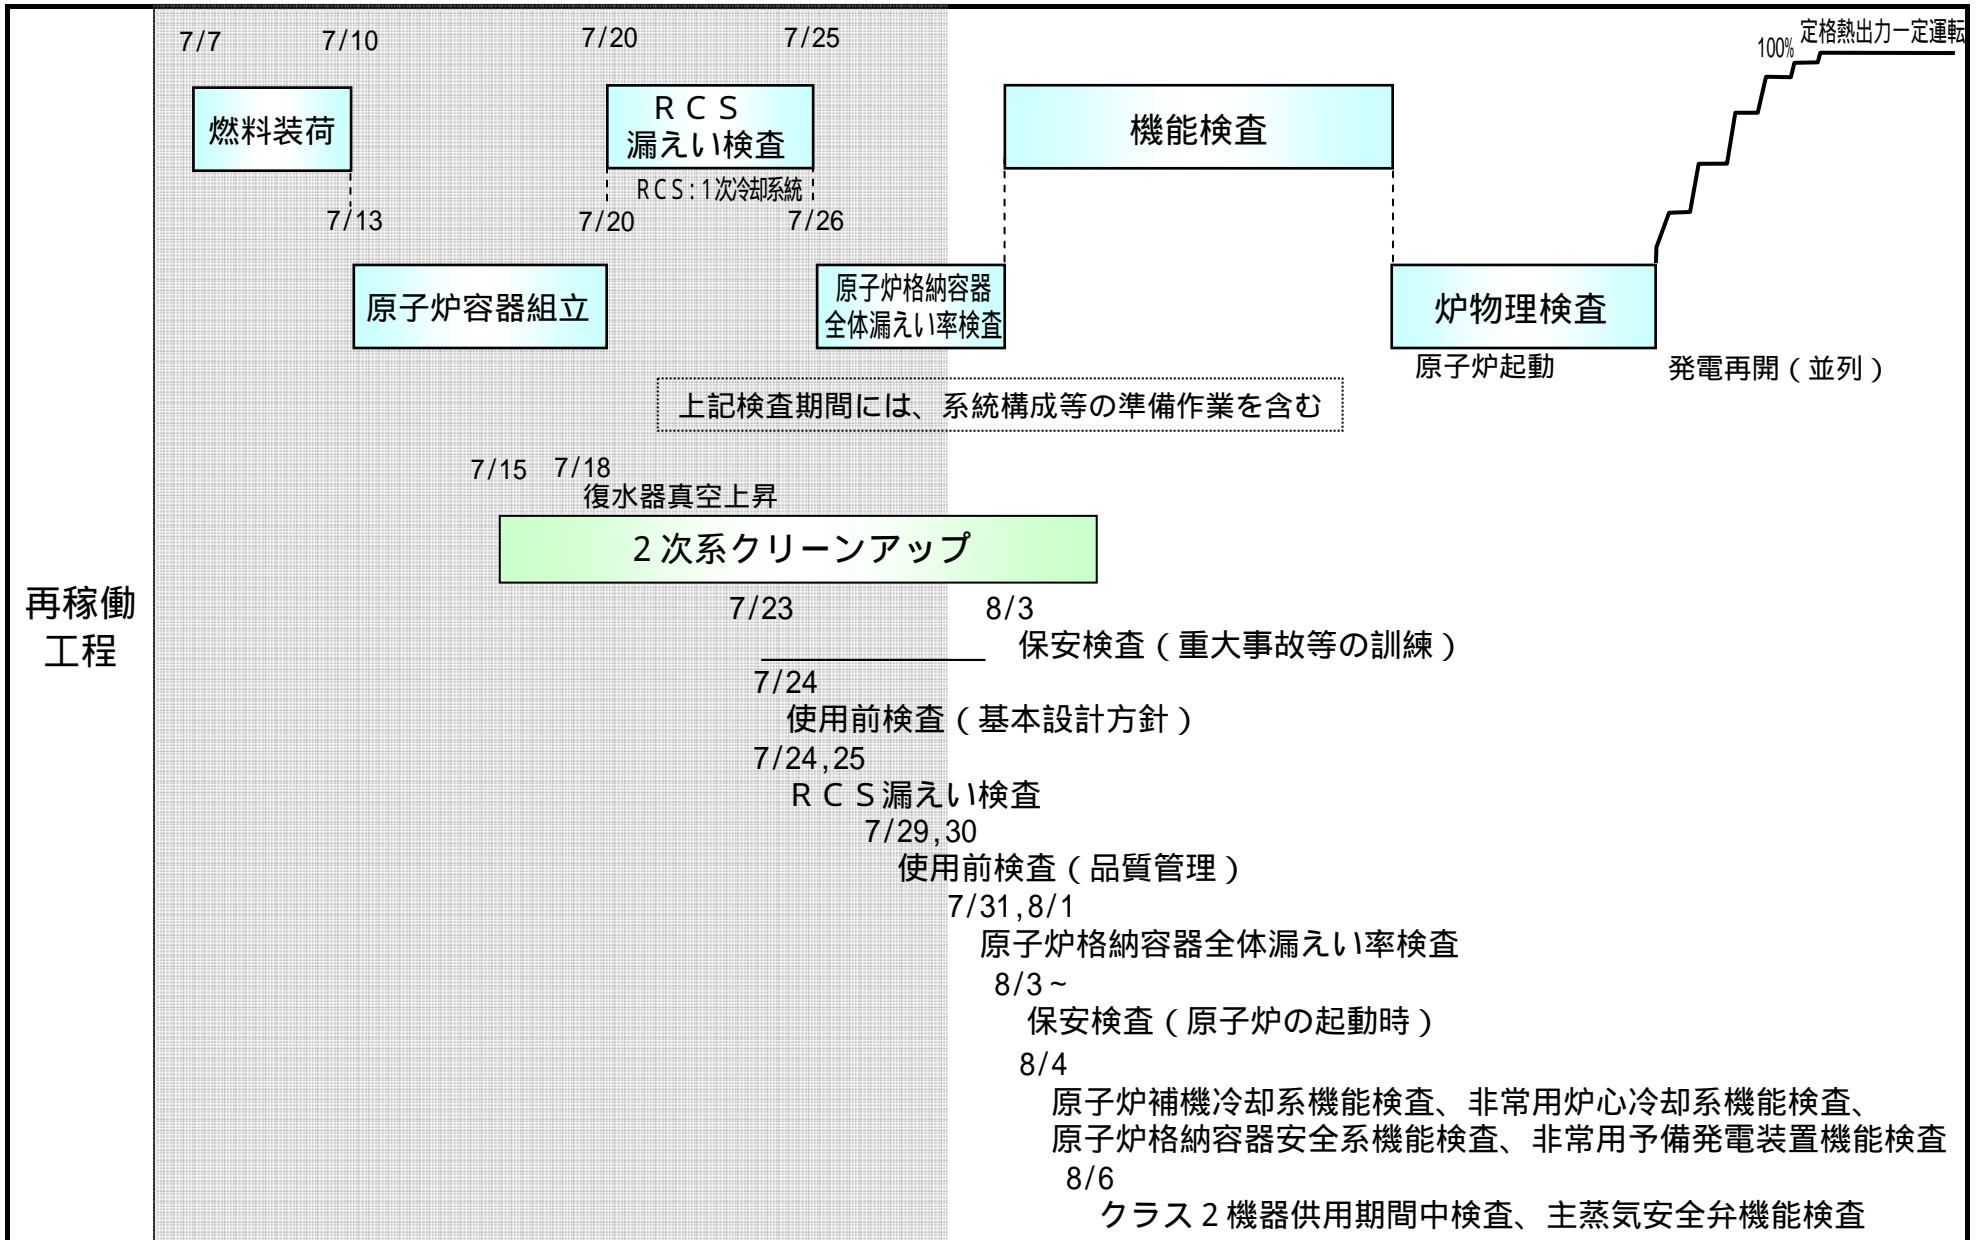 7/7 7/10 7/20 7/25
100% 定格熱出力一定運転
燃料装荷
ＲＣＳ
漏えい検査
機能検査
ＲＣＳ：１次冷却系統
7/13 7/20 7/26
原子炉容器組立
原子炉格納容器
全体漏えい率検査
炉物理検査
原子炉起動
発電再開（並列）
上記検査期間には、系統構成等の準備作業を含む
7/15 7/18
復水器真空上昇
２次系クリーンアップ
再稼働
工程
7/23 8/3
保安検査（重大事故等の訓練）
7/24
使用前検査（基本設計方針）
7/24,25
ＲＣＳ漏えい検査
7/29,30
使用前検査（品質管理）
7/31,8/1
原子炉格納容器全体漏えい率検査
8/3～
保安検査（原子炉の起動時）
8/4
原子炉補機冷却系機能検査、非常用炉心冷却系機能検査、
原子炉格納容器安全系機能検査、非常用予備発電装置機能検査
8/6
クラス２機器供用期間中検査、主蒸気安全弁機能検査